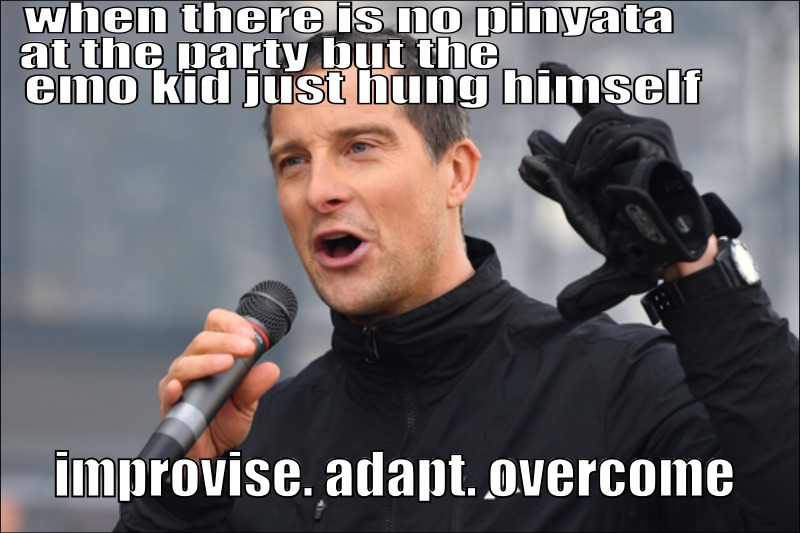 when there is no pinyata
at the party but the
emo kid just hung himself
improvise. adapt. overcome